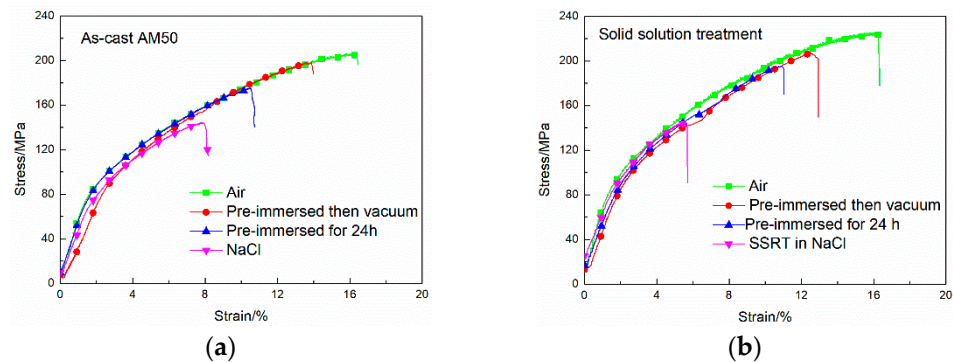 As-cast AM50
Stress/MPa
240
200
160
120
80
40
0
Air
Pre-immersed then vacuum
Pre-immersed for 24h
NaCl
0 4 8 12 16 20
Strain/%
(a)
Solid solution treatment
Stress/MPa
240
200
160
120
80
40
0
Air
Pre-immersed then vacuum
Pre-immersed for 24 h
SSRT in NaCl
0 4 8 12 16 20
Strain/%
(b)